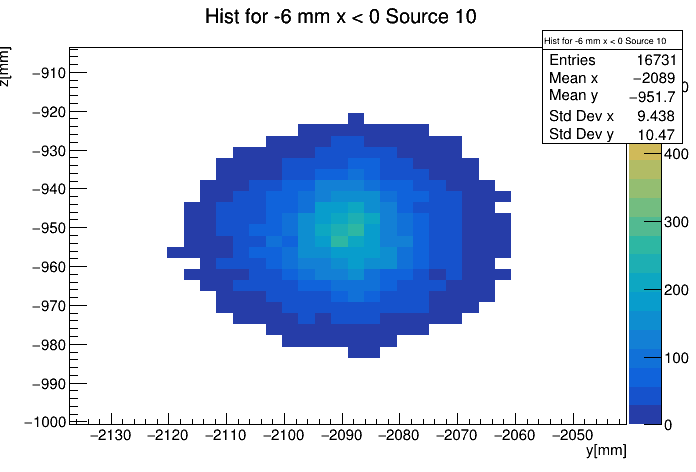 Hist for -6 mm x < 0 Source 10
z[mm]
Hist for -6 mm x < 0 Source 10
Entries 16731
Mean x −2089
Mean y −951.7
Std Dev x 9.438
Std Dev y 10.47
−910
−920
−930
−940
−950
−960
−970
−980
−990
−1000
−2130
−2120
−2110
−2100
−2090
−2080
−2070
−2060
−2050
y[mm]
0
400
300
200
100
0